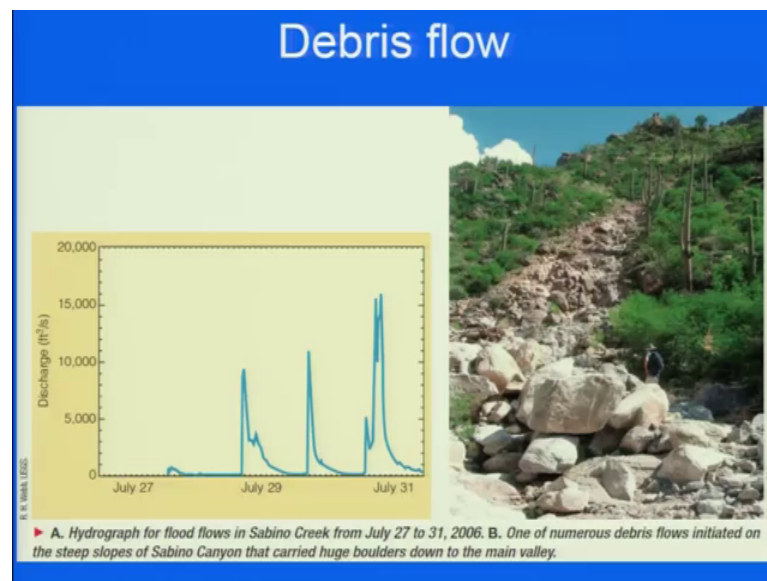 Debris flow
20,000
15,000
10,000
5,000
0
Discharge (ft³/s)
July 27 July 29 July 31
R. H. Webb, USGS.
► A. Hydrograph for flood flows in Sabino Creek from July 27 to 31, 2006. B. One of numerous debris flows initiated on
the steep slopes of Sabino Canyon that carried huge boulders down to the main valley.